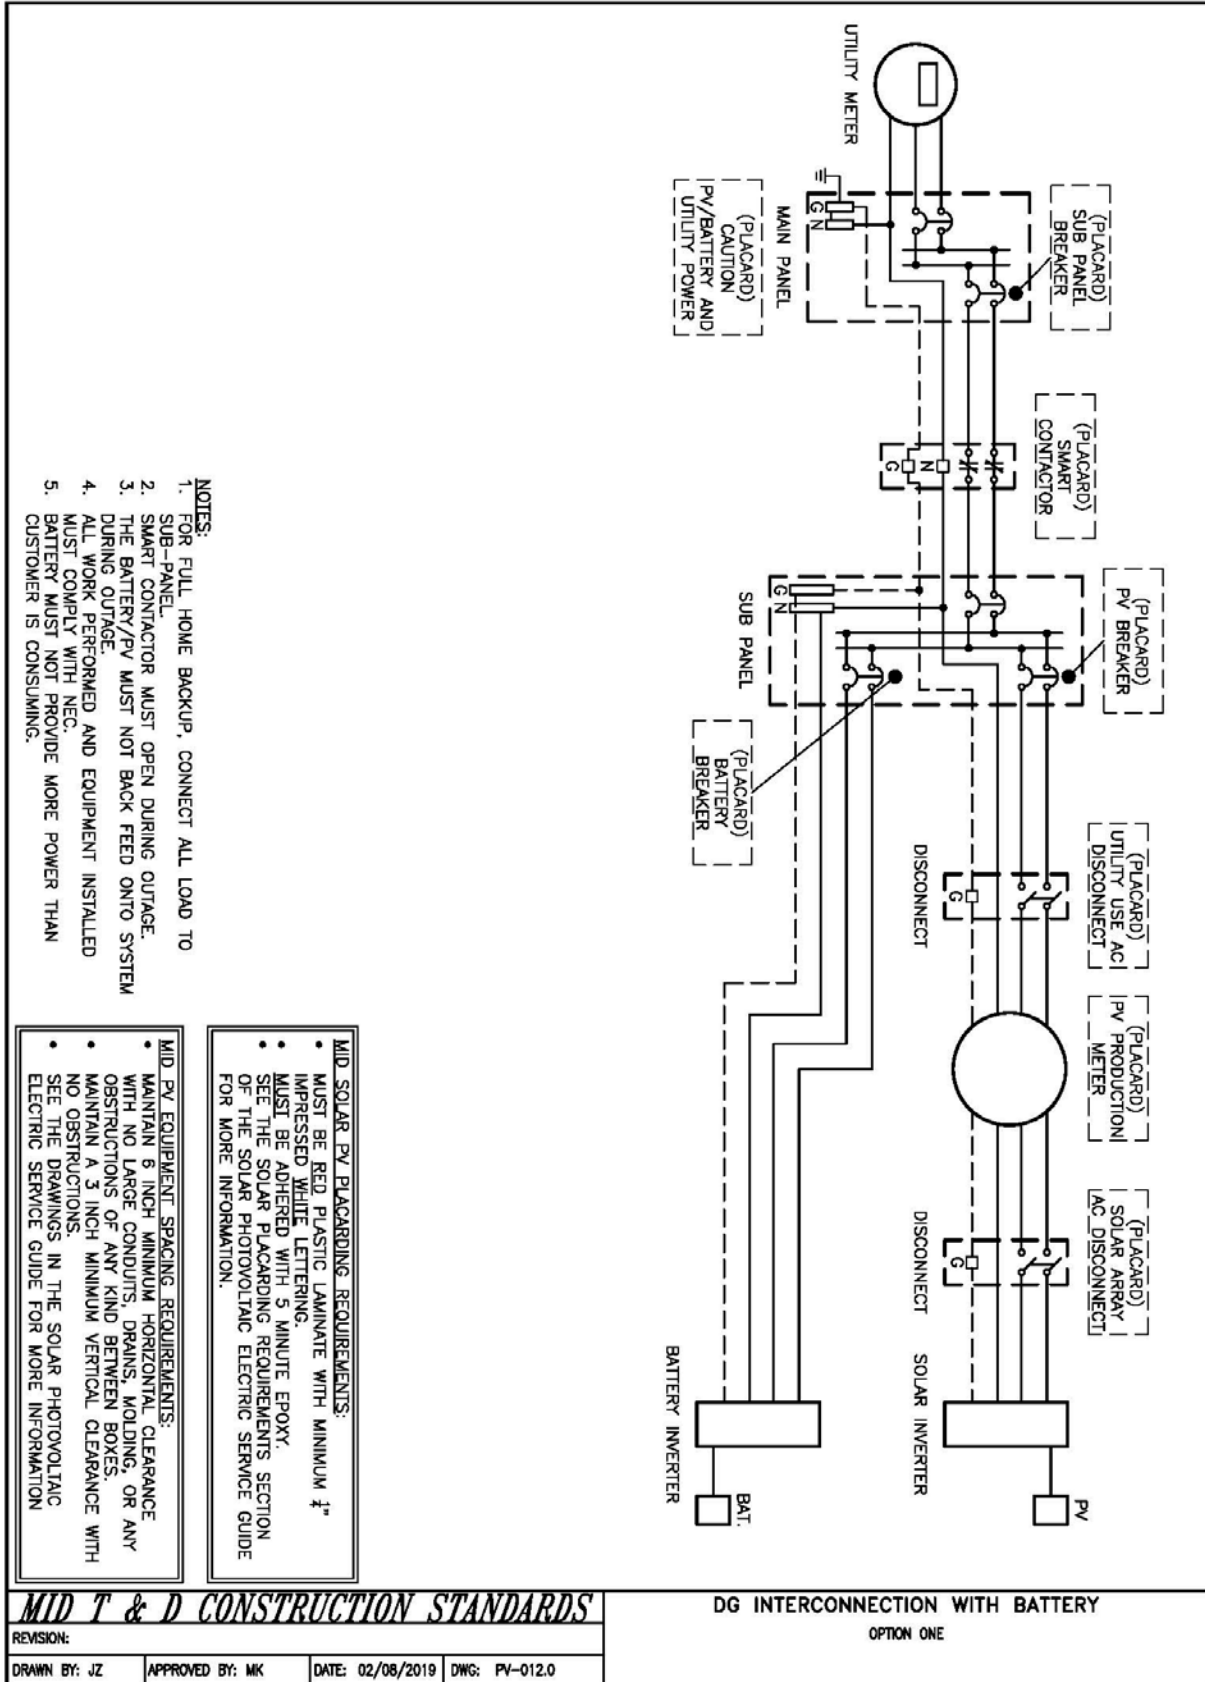 UTILITY METER
(PLACARD)
SUB PANEL
BREAKER
MAIN PANEL
G
N
(PLACARD)
CAUTION
PV/BATTERY AND
UTILITY POWER
(PLACARD)
SMART
CONTACTOR
N
G
(PLACARD)
PV BREAKER
SUB PANEL
G
N
(PLACARD)
BATTERY
BREAKER
(PLACARD)
UTILITY USE AC
DISCONNECT
G
DISCONNECT
(PLACARD)
PV PRODUCTION
METER
(PLACARD)
SOLAR ARRAY
AC DISCONNECT
G
DISCONNECT
SOLAR INVERTER
PV
BATTERY INVERTER
BAT.
NOTES:
1. FOR FULL HOME BACKUP, CONNECT ALL LOAD TO
SUB-PANEL.
2. SMART CONTACTOR MUST OPEN DURING OUTAGE.
3. THE BATTERY/PV MUST NOT BACK FEED ONTO SYSTEM
DURING OUTAGE.
4. ALL WORK PERFORMED AND EQUIPMENT INSTALLED
MUST COMPLY WITH NEC.
5. BATTERY MUST NOT PROVIDE MORE POWER THAN
CUSTOMER IS CONSUMING.
MID SOLAR PV PLACARDING REQUIREMENTS:
• MUST BE RED PLASTIC LAMINATE WITH MINIMUM ¼"
IMPRESSED WHITE LETTERING.
• MUST BE ADHERED WITH 5 MINUTE EPOXY.
• SEE THE SOLAR PLACARDING REQUIREMENTS SECTION
OF THE SOLAR PHOTOVOLTAIC ELECTRIC SERVICE GUIDE
FOR MORE INFORMATION.
MID PV EQUIPMENT SPACING REQUIREMENTS:
• MAINTAIN 6 INCH MINIMUM HORIZONTAL CLEARANCE
WITH NO LARGE CONDUITS, DRAINS, MOLDING, OR ANY
OBSTRUCTIONS OF ANY KIND BETWEEN BOXES.
• MAINTAIN A 3 INCH MINIMUM VERTICAL CLEARANCE WITH
NO OBSTRUCTIONS.
• SEE THE DRAWINGS IN THE SOLAR PHOTOVOLTAIC
ELECTRIC SERVICE GUIDE FOR MORE INFORMATION
MID T & D CONSTRUCTION STANDARDS
REVISION:
DRAWN BY: JZ
APPROVED BY: MK
DATE: 02/08/2019
DWG: PV-012.0
DG INTERCONNECTION WITH BATTERY
OPTION ONE